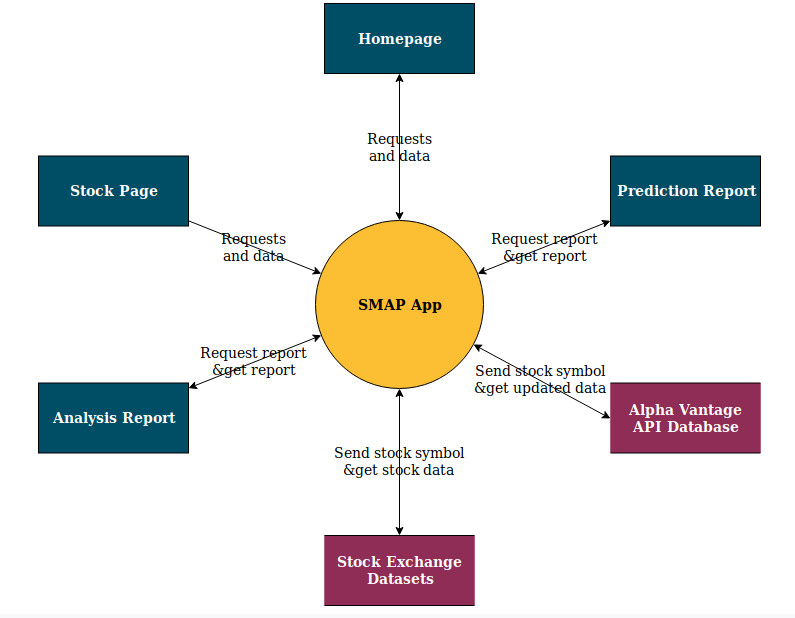 Homepage
Requests
and data
Stock Page
Prediction Report
Requests
and data
Request report
&get report
SMAP App
Request report
&get report
Send stock symbol
&get updated data
Analysis Report
Alpha Vantage
API Database
Send stock symbol
&get stock data
Stock Exchange
Datasets